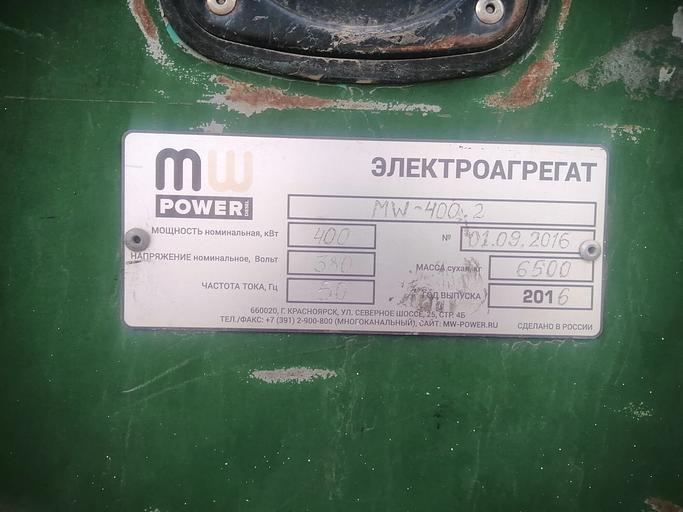 MW
POWER DIESEL
ЭЛЕКТРОАГРЕГАТ
MW-400.2
МОЩНОСТЬ номинальная, кВт 400
№ 01.09.2016
НАПРЯЖЕНИЕ номинальное, Вольт 380
МАССА сухая, кг 6500
ЧАСТОТА ТОКА, Гц 50
ГОД ВЫПУСКА 2016
660020, Г. КРАСНОЯРСК, УЛ. СЕВЕРНОЕ ШОССЕ, 25, СТР. 4Б
ТЕЛ./ФАКС: +7 (391) 2-900-800 (МНОГОКАНАЛЬНЫЙ), САЙТ: MW-POWER.RU
СДЕЛАНО В РОССИИ